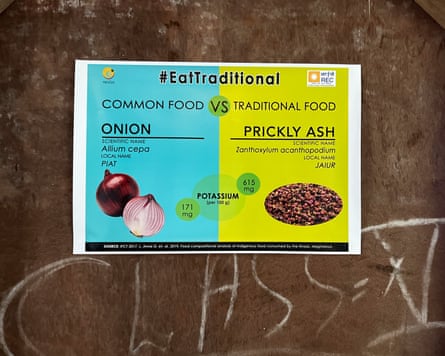 #EatTraditional
REC
COMMON FOOD VS TRADITIONAL FOOD
ONION
SCIENTIFIC NAME
Allium cepa
LOCAL NAME
PIAT
PRICKLY ASH
SCIENTIFIC NAME
Zanthoxylum acanthopodium
LOCAL NAME
JAIUR
POTASSIUM
(per 100 g)
171
mg
615
mg
CLASS-